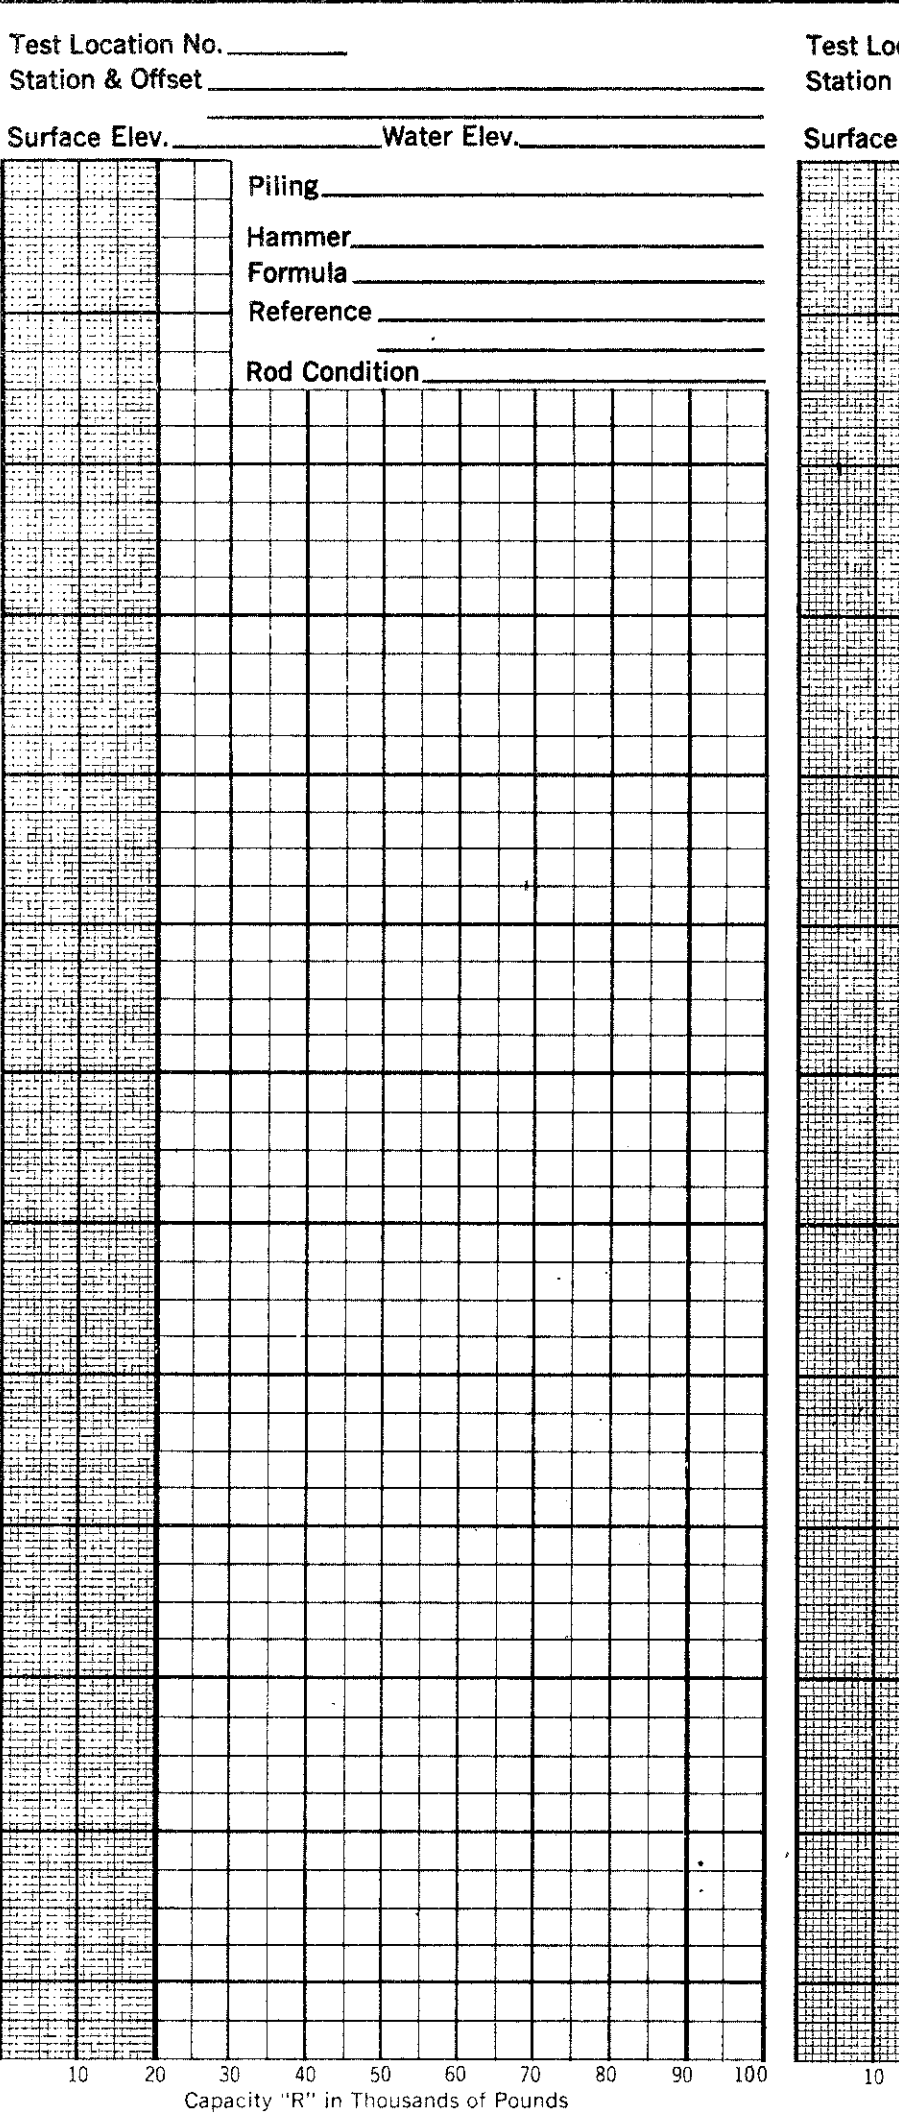 Test Location No.
Station & Offset
Surface Elev. Water Elev.
Piling
Hammer
Formula
Reference
Rod Condition
10 20 30 40 50 60 70 80 90 100
Capacity "R" in Thousands of Pounds
Test Loc
Station
Surface
10